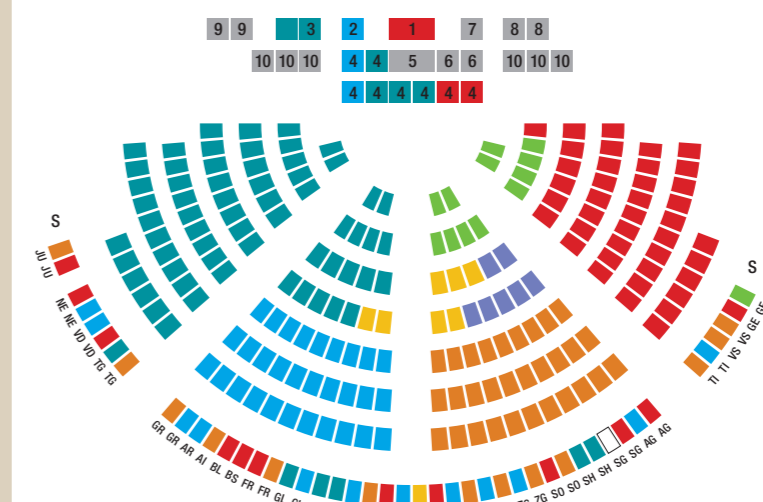 9 9 3 2 1 7 8 8
10 10 10 4 4 5 6 6 10 10 10
4 4 4 4 4 4
S
JU JU
NE NE VD VD TG TG
S
TI TI VS VS GE GE
GR GR AR AI BL BS FR FR GL
ZG SO SO SH SH SG SG AG AG